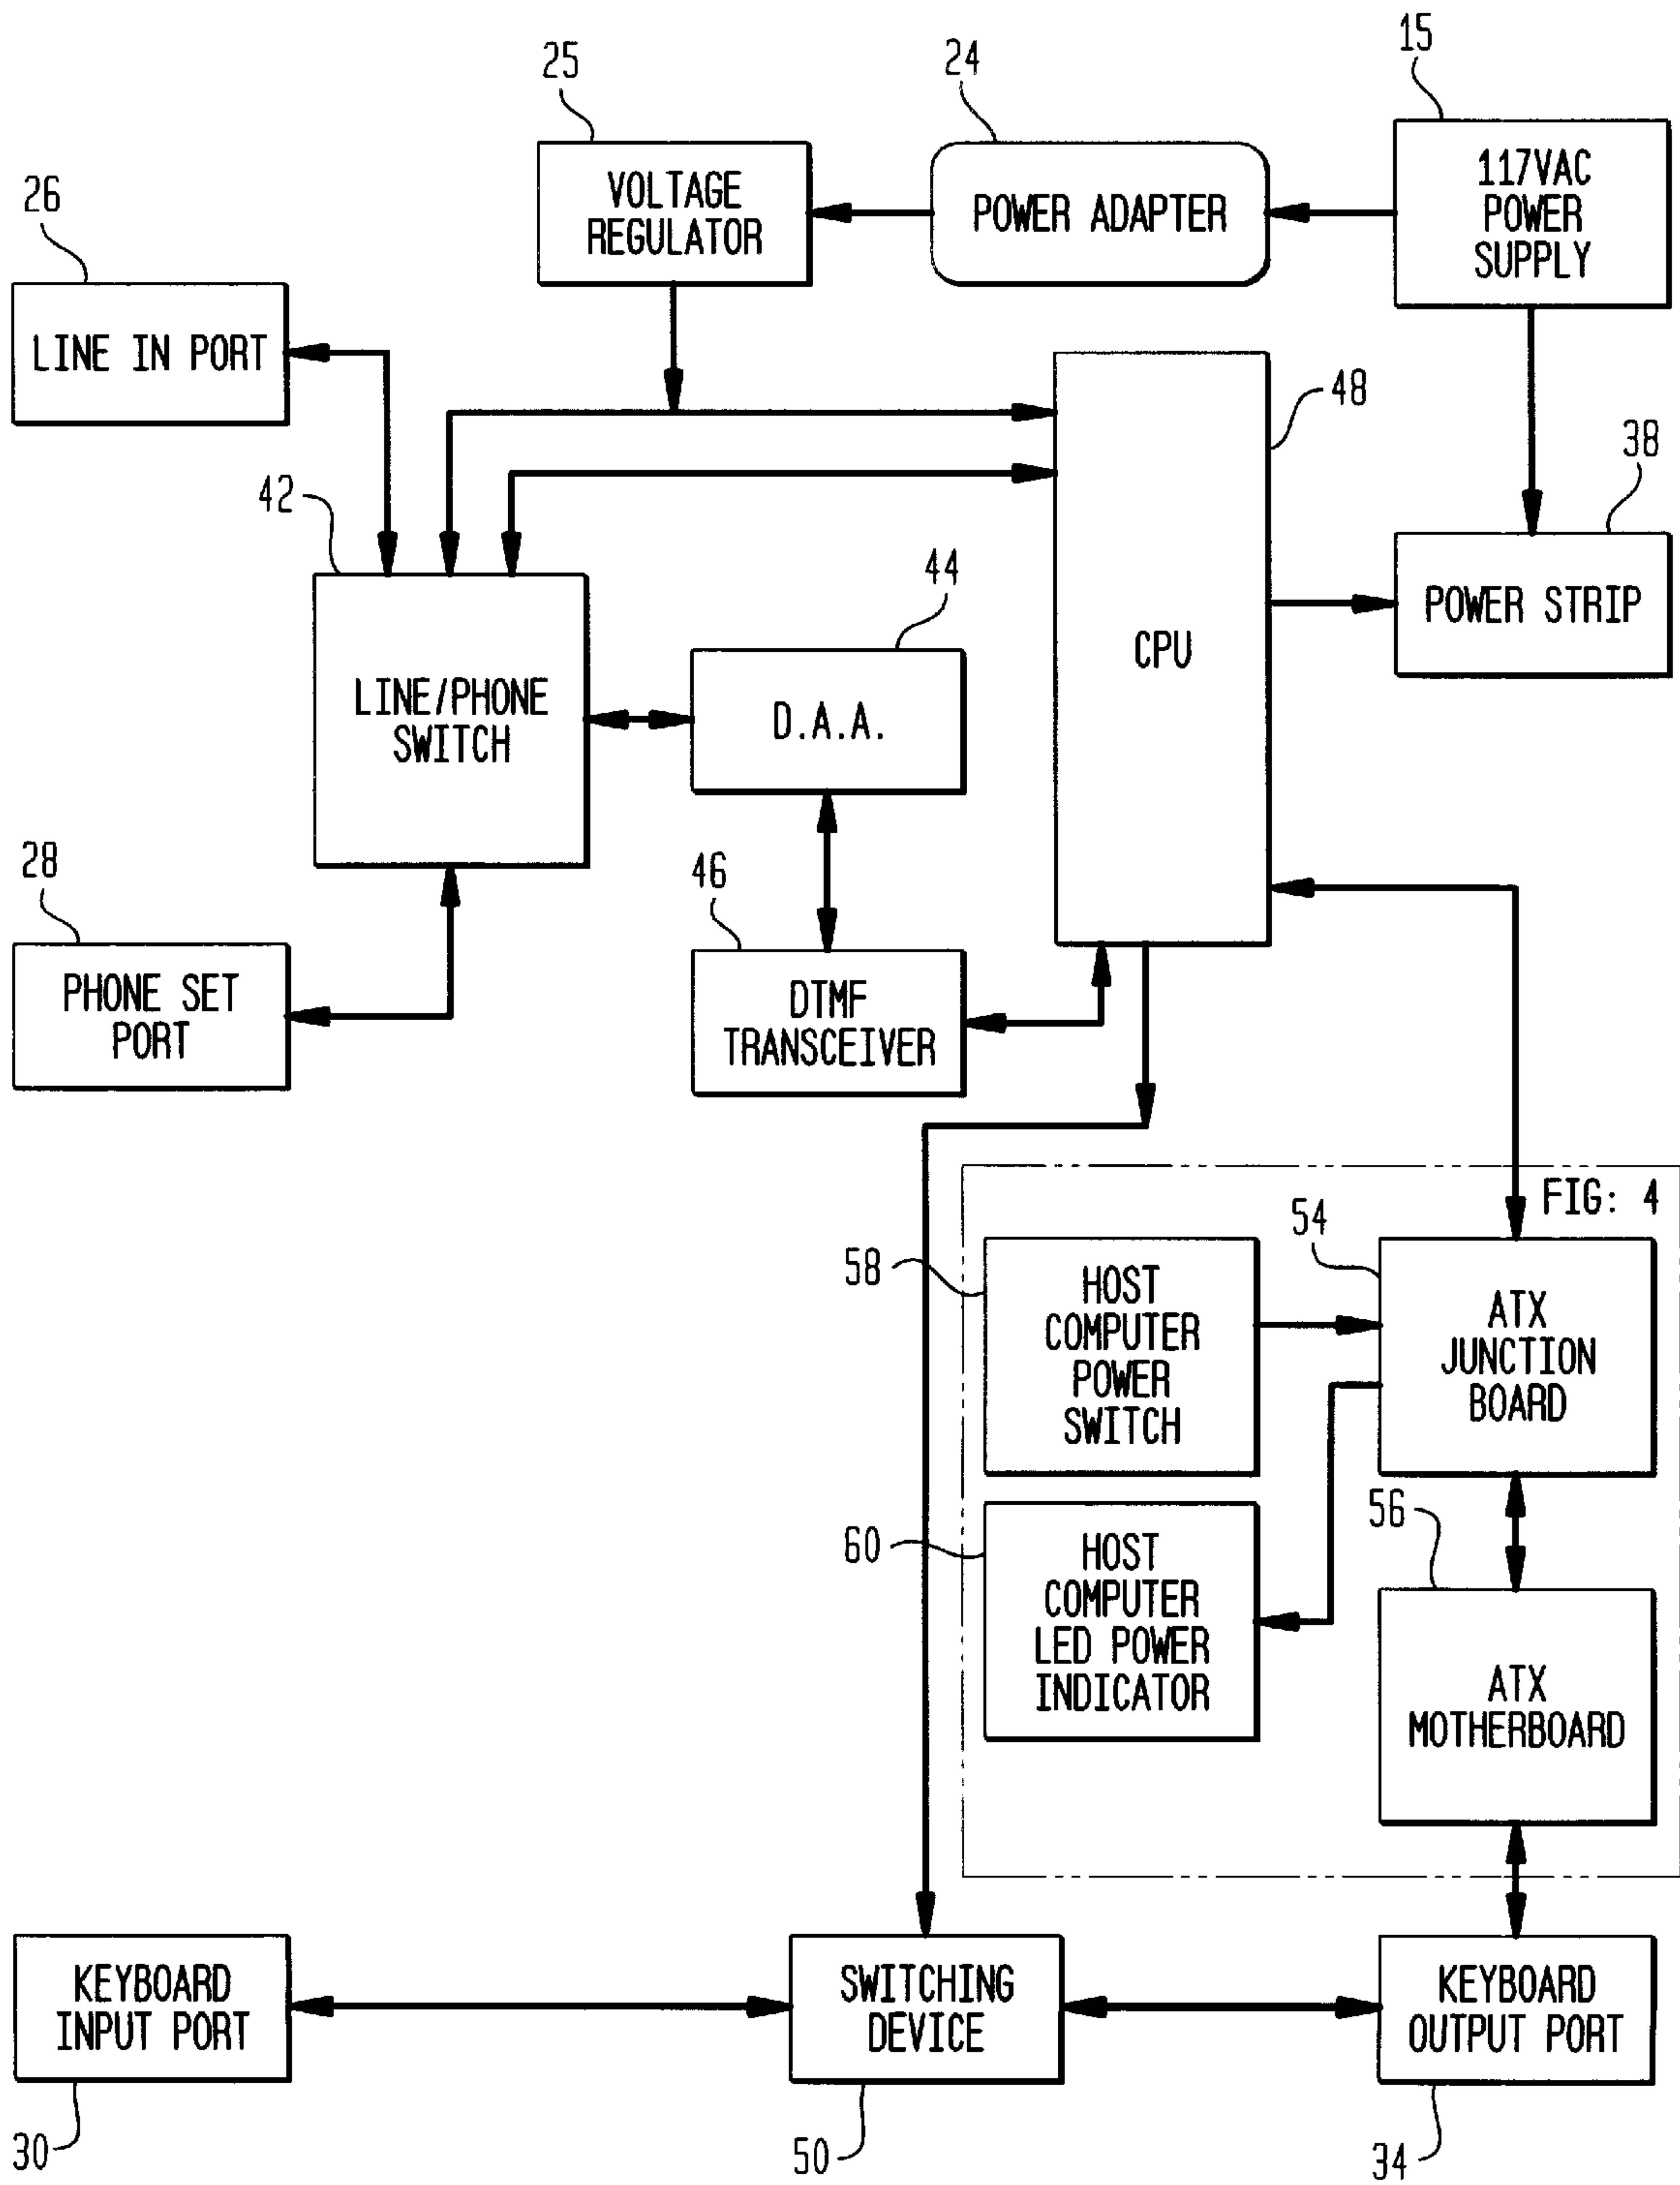 15
24
25
117VAC
POWER
SUPPLY
VOLTAGE
REGULATOR
POWER ADAPTER
26
LINE IN PORT
48
38
42
44
POWER STRIP
CPU
LINE/PHONE
SWITCH
D.A.A.
28
46
PHONE SET
PORT
DTMF
TRANSCEIVER
FIG: 4
54
58
HOST
COMPUTER
POWER
SWITCH
ATX
JUNCTION
BOARD
56
60
HOST
COMPUTER
LED POWER
INDICATOR
ATX
MOTHERBOARD
KEYBOARD
INPUT PORT
SWITCHING
DEVICE
KEYBOARD
OUTPUT PORT
30
50
34